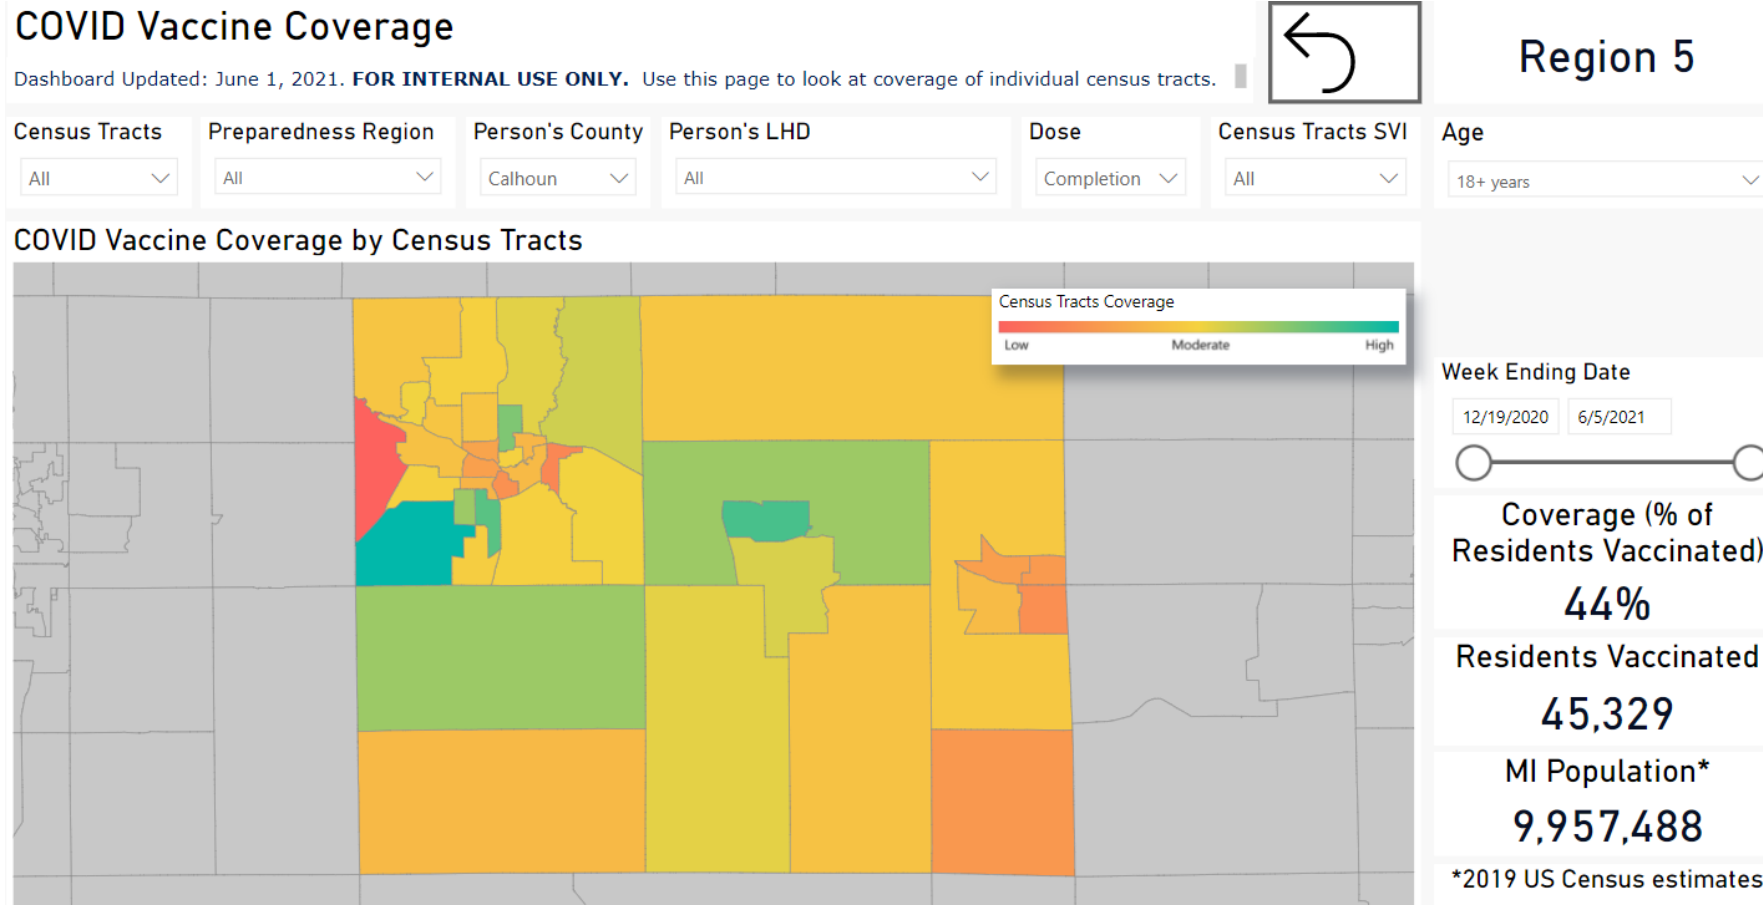 COVID Vaccine Coverage
Dashboard Updated: June 1, 2021. FOR INTERNAL USE ONLY. Use this page to look at coverage of individual census tracts.
Region 5
Census Tracts
All
Preparedness Region
All
Person's County
Calhoun
Person's LHD
All
Dose
Completion
Census Tracts SVI
All
Age
18+ years
COVID Vaccine Coverage by Census Tracts
Census Tracts Coverage
Low Moderate High
Week Ending Date
12/19/2020 6/5/2021
Coverage (% of
Residents Vaccinated)
44%
Residents Vaccinated
45,329
MI Population*
9,957,488
*2019 US Census estimates